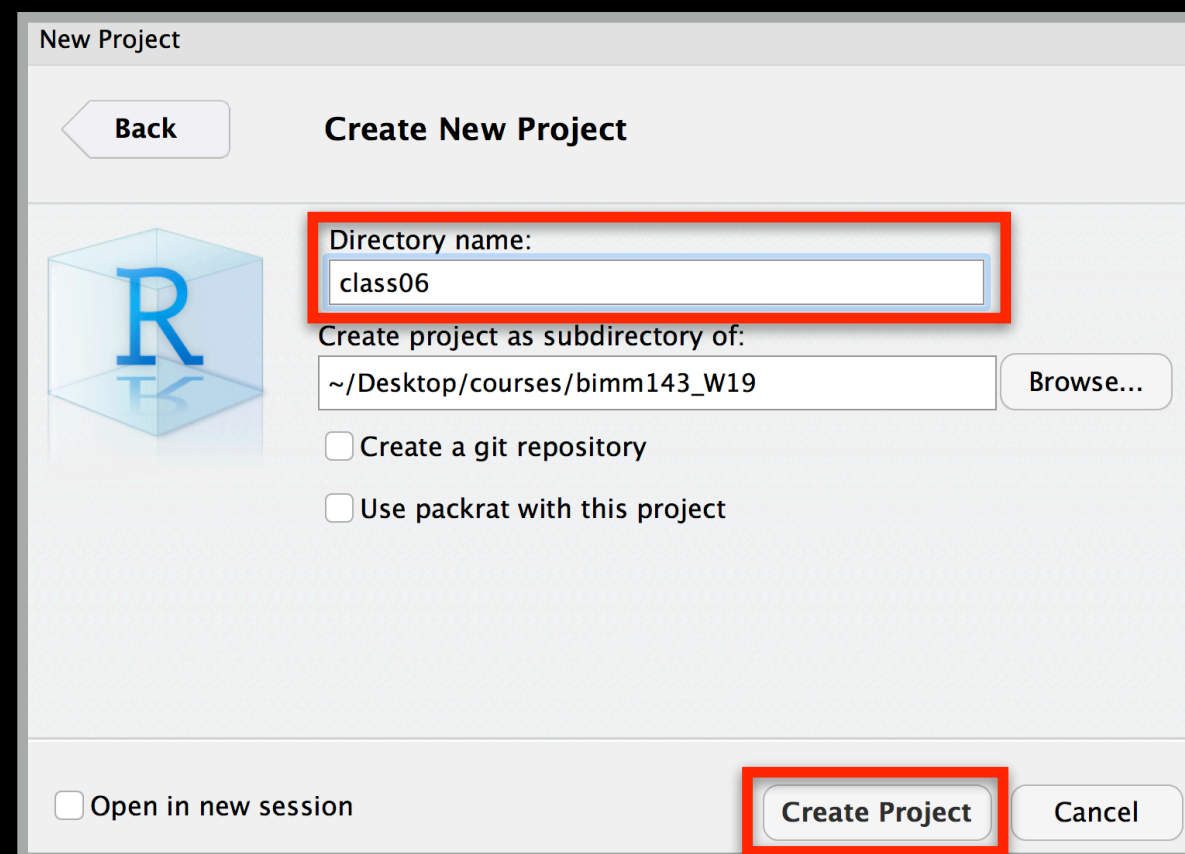 New Project
Back
Create New Project
R
Directory name:
class06
Create project as subdirectory of:
~/Desktop/courses/bimm143_W19
Browse...
Create a git repository
Use packrat with this project
Open in new session
Create Project
Cancel